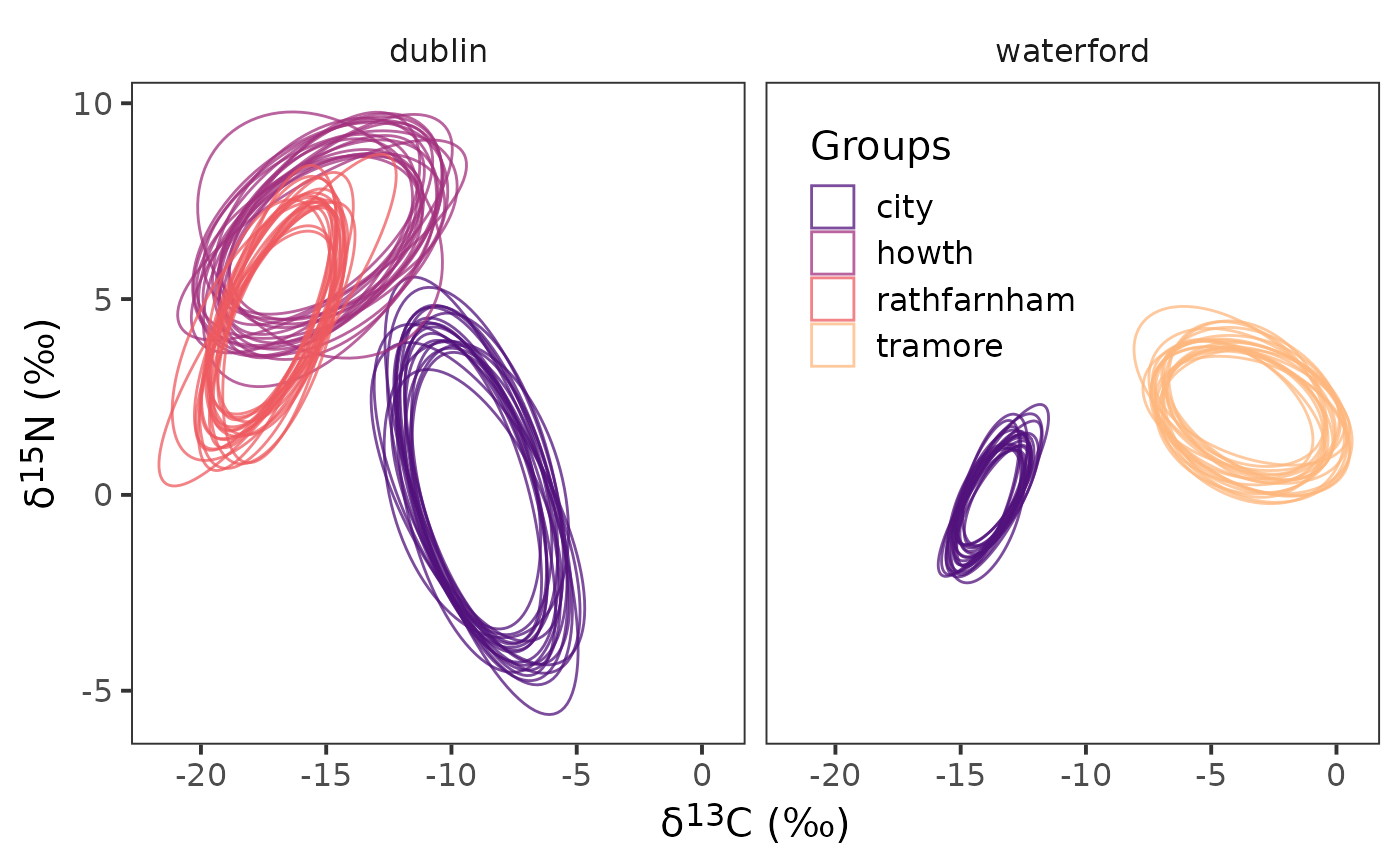 dublin
waterford
10
5
0
-5
δ15N (‰)
Groups
city
howth
rathfarnham
tramore
-20 -15 -10 -5 0
-20 -15 -10 -5 0
δ13C (‰)